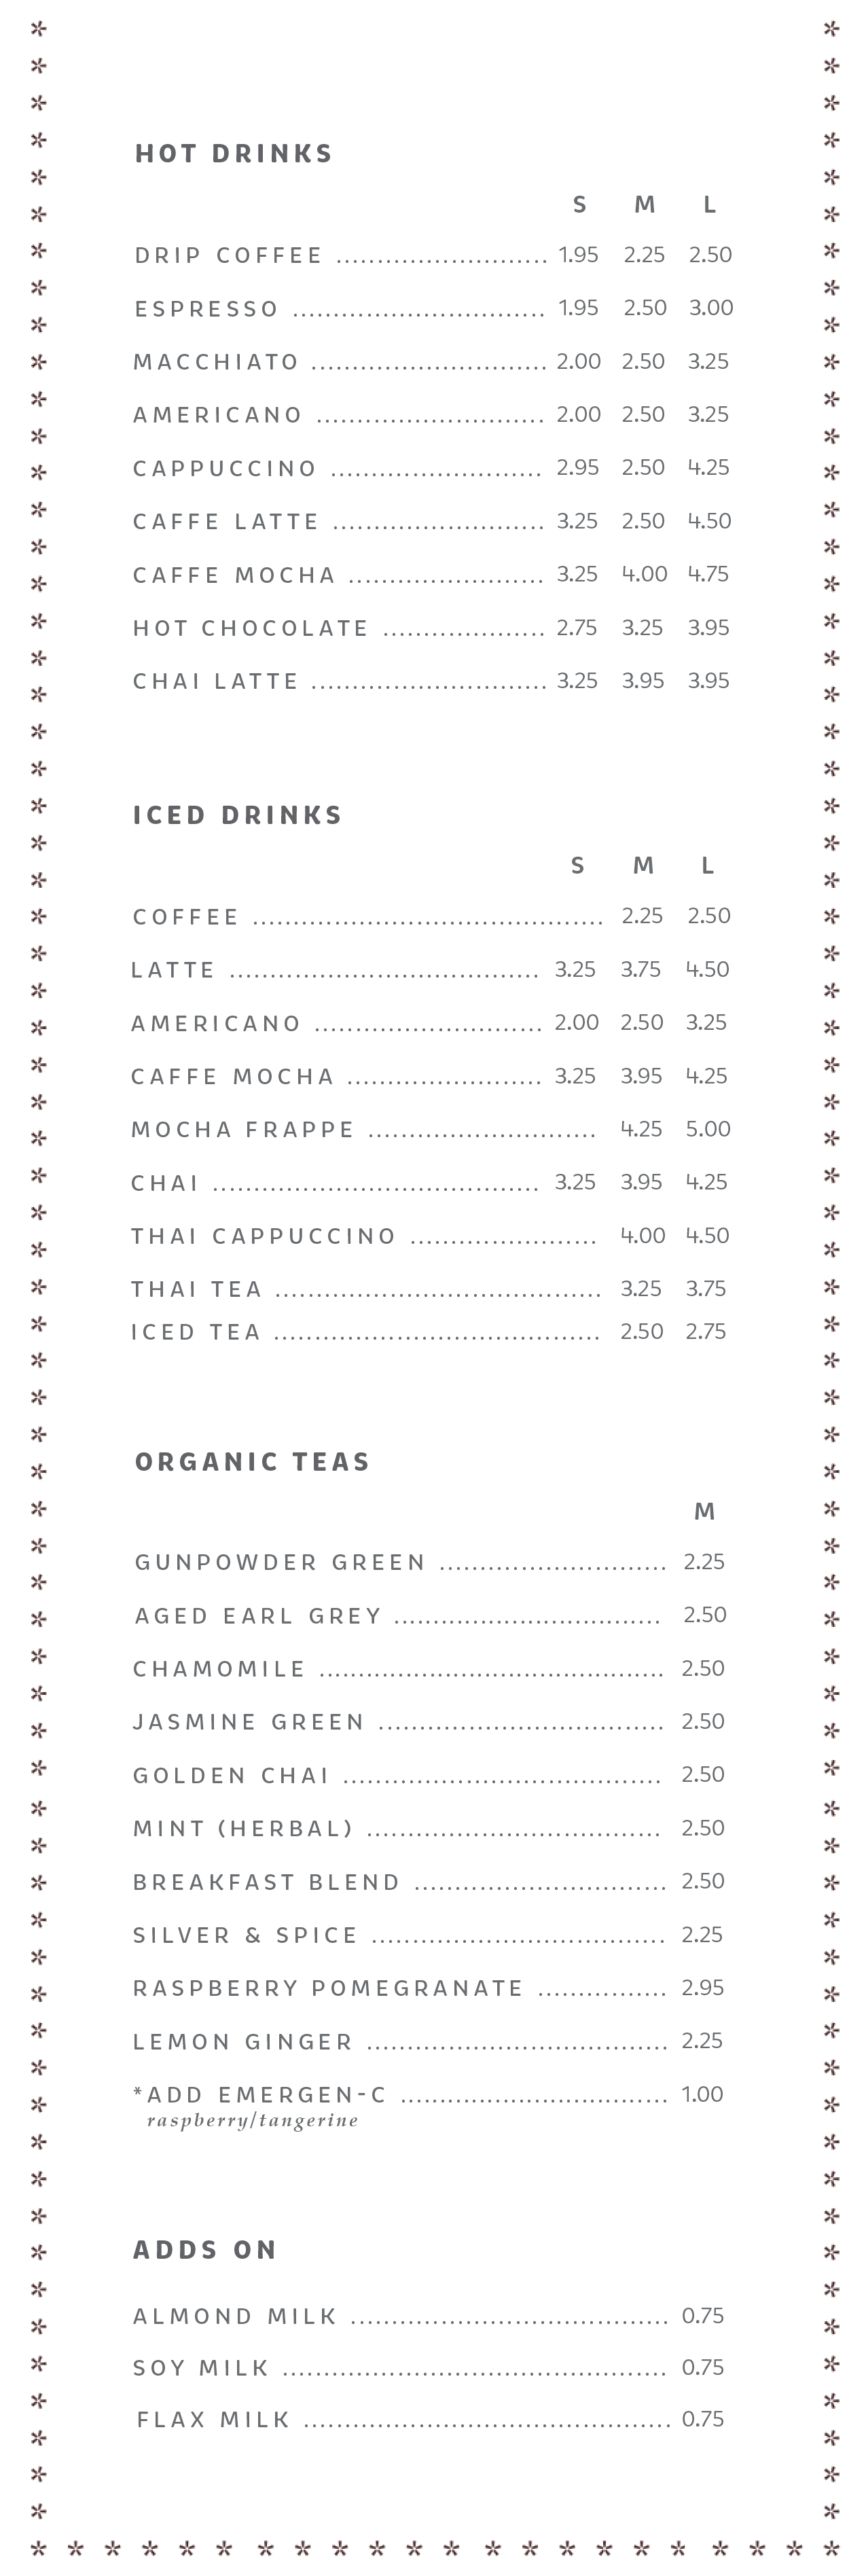 HOT DRINKS
S M L
DRIP COFFEE .......................... 1.95 2.25 2.50
ESPRESSO ............................... 1.95 2.50 3.00
MACCHIATO ............................. 2.00 2.50 3.25
AMERICANO ............................ 2.00 2.50 3.25
CAPPUCCINO .......................... 2.95 2.50 4.25
CAFFE LATTE .......................... 3.25 2.50 4.50
CAFFE MOCHA ........................ 3.25 4.00 4.75
HOT CHOCOLATE .................... 2.75 3.25 3.95
CHAI LATTE ............................. 3.25 3.95 3.95
ICED DRINKS
S M L
COFFEE ........................................... 2.25 2.50
LATTE ...................................... 3.25 3.75 4.50
AMERICANO ............................ 2.00 2.50 3.25
CAFFE MOCHA ........................ 3.25 3.95 4.25
MOCHA FRAPPE ............................ 4.25 5.00
CHAI ........................................ 3.25 3.95 4.25
THAI CAPPUCCINO ....................... 4.00 4.50
THAI TEA ........................................ 3.25 3.75
ICED TEA ........................................ 2.50 2.75
ORGANIC TEAS
M
GUNPOWDER GREEN ............................ 2.25
AGED EARL GREY ................................. 2.50
CHAMOMILE .......................................... 2.50
JASMINE GREEN ................................... 2.50
GOLDEN CHAI ....................................... 2.50
MINT (HERBAL) .................................... 2.50
BREAKFAST BLEND ............................... 2.50
SILVER & SPICE .................................... 2.25
RASPBERRY POMEGRANATE ................ 2.95
LEMON GINGER ..................................... 2.25
*ADD EMERGEN-C ................................. 1.00
raspberry/tangerine
ADDS ON
ALMOND MILK ....................................... 0.75
SOY MILK ............................................... 0.75
FLAX MILK ............................................. 0.75